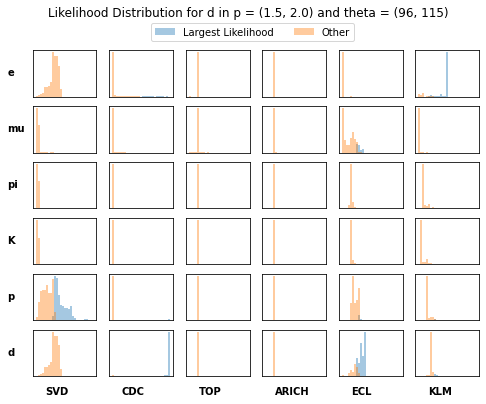 Likelihood Distribution for d in p = (1.5, 2.0) and theta = (96, 115)
Largest Likelihood Other
e
mu
pi
K
p
d
SVD CDC TOP ARICH ECL KLM